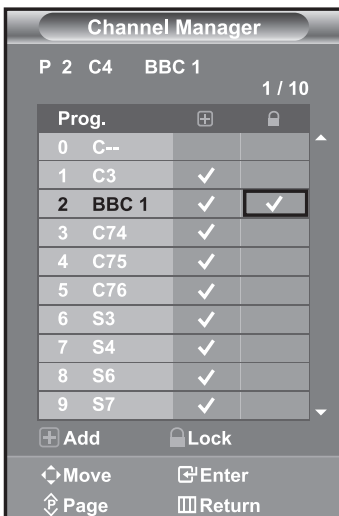 Channel Manager
P 2 C4 BBC 1
1 / 10
Prog.
0 C--
1 C3
2 BBC 1
3 C74
4 C75
5 C76
6 S3
7 S4
8 S6
9 S7
Add Lock
Move Enter
Page Return